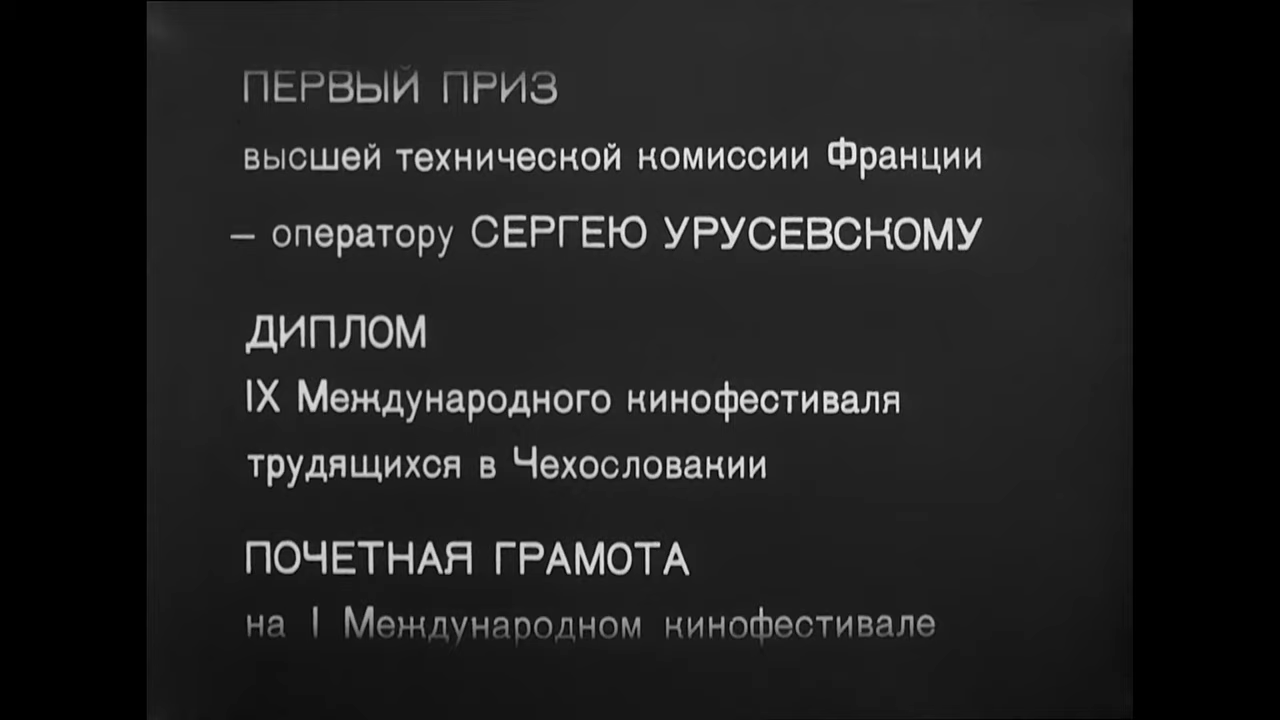 ПЕРВЫЙ ПРИЗ
высшей технической комиссии Франции
– оператору СЕРГЕЮ УРУСЕВСКОМУ
ДИПЛОМ
IX Международного кинофестиваля
трудящихся в Чехословакии
ПОЧЕТНАЯ ГРАМОТА
на I Международном кинофестивале